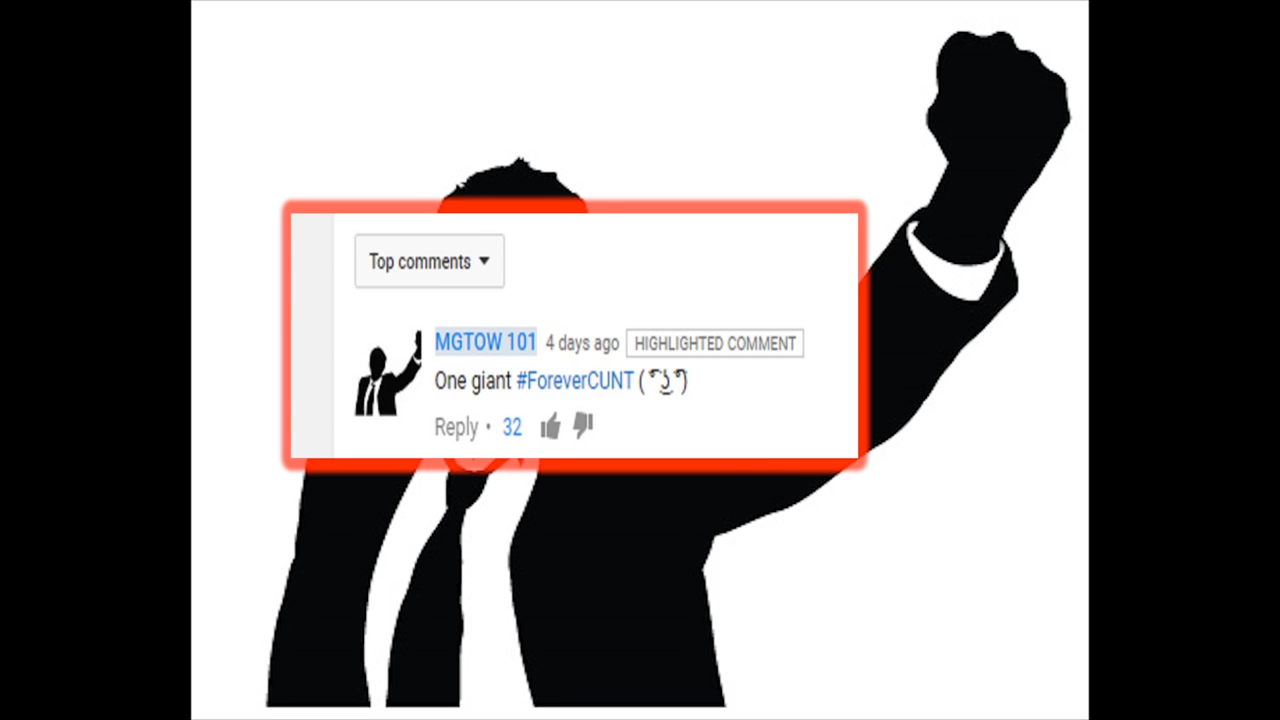 Top comments
MGTOW 101 4 days ago HIGHLIGHTED COMMENT
One giant #ForeverCUNT ( ͡° ͜ʖ ͡°)
Reply • 32